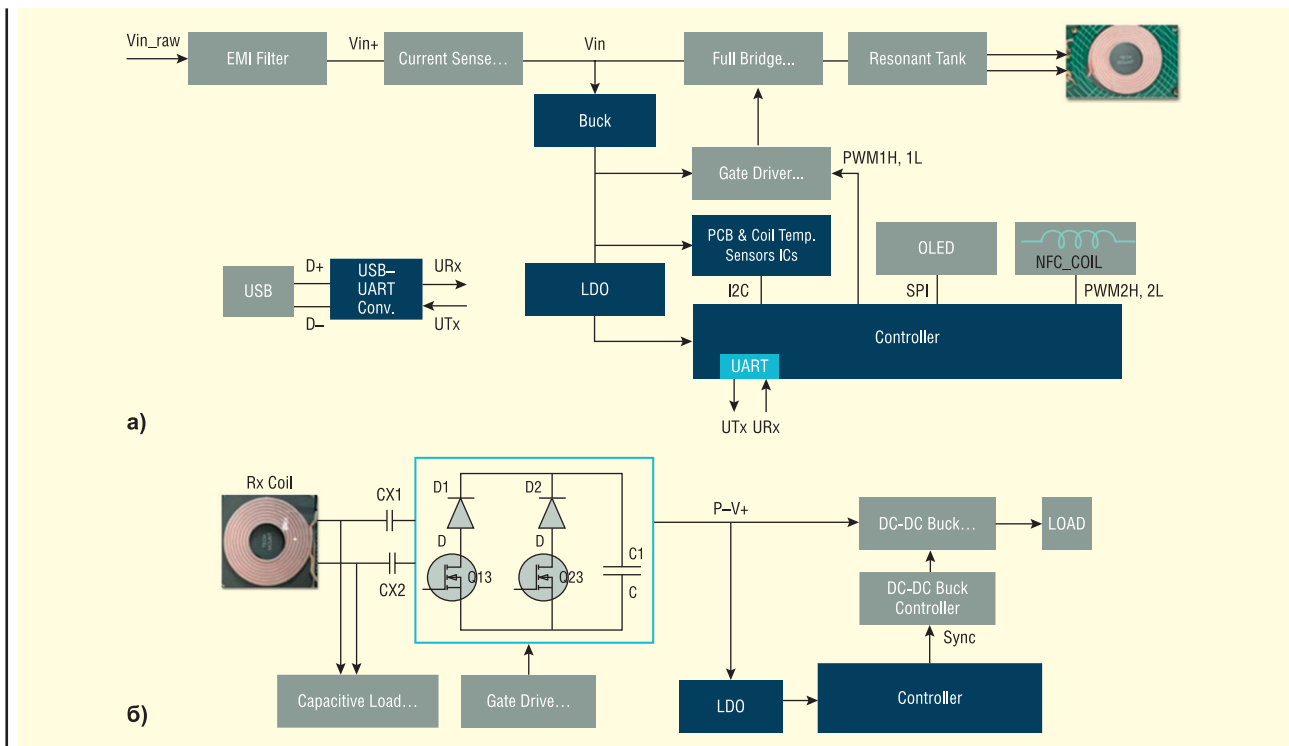 Vin_raw
EMI Filter
Vin+
Current Sense...
Vin
Full Bridge...
Resonant Tank
Buck
Gate Driver...
PWM1H, 1L
PCB & Coil Temp.
Sensors ICs
OLED
NFC_COIL
USB
D+
D–
USB–
UART
Conv.
URx
UTx
LDO
I2C
SPI
PWM2H, 2L
Controller
UART
UTx URx
а)
Rx Coil
CX1
CX2
D1
D2
D
D
Q13
Q23
C1
C
P–V+
DC-DC Buck...
LOAD
DC-DC Buck
Controller
Sync
Capacitive Load...
Gate Drive...
LDO
Controller
б)